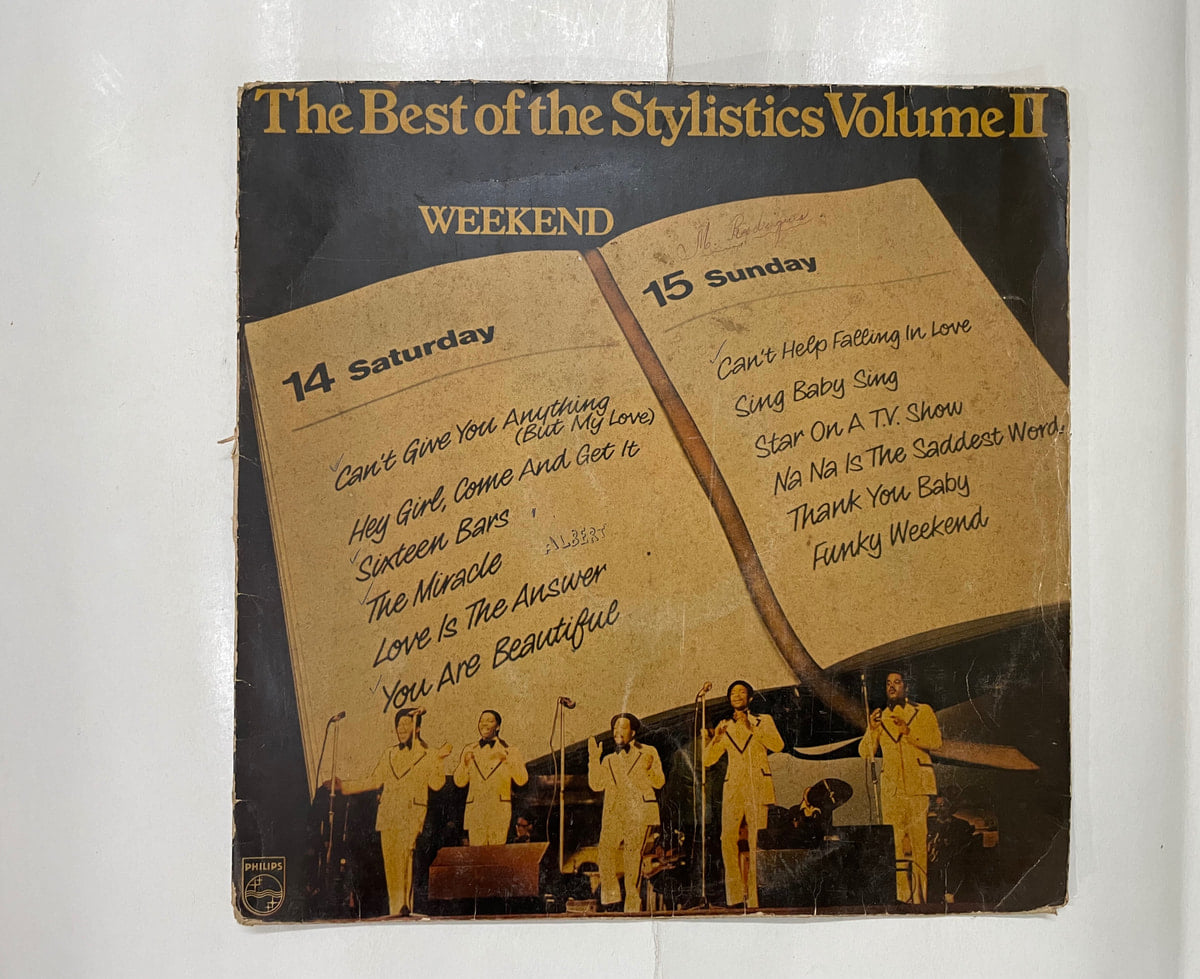 The Best of the Stylistics Volume II
WEEKEND
M. Rodrigues
14 Saturday
Can't Give You Anything
(But My Love)
Hey Girl, Come And Get It
Sixteen Bars
The Miracle
ALBERT
Love Is The Answer
You Are Beautiful
15 Sunday
Can't Help Falling In Love
Sing Baby Sing
Star On A T.V. Show
Na Na Is The Saddest Word.
Thank You Baby
Funky Weekend
PHILIPS